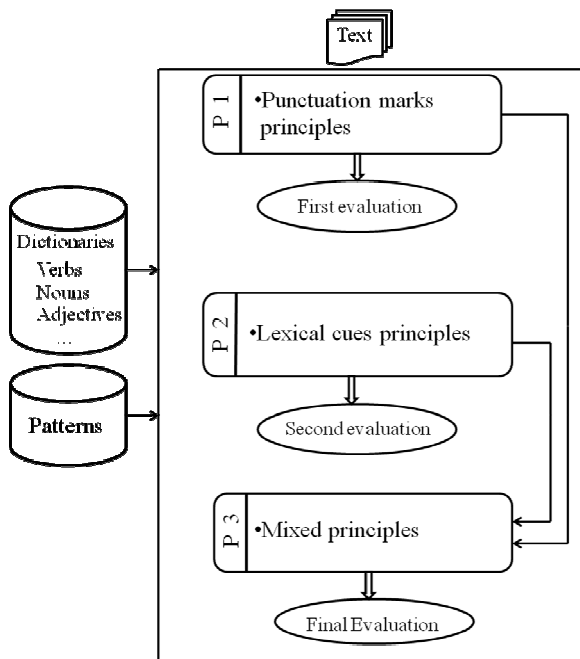 Text
P 1
•Punctuation marks
principles
First evaluation
Dictionaries
Verbs
Nouns
Adjectives
...
P 2
•Lexical cues principles
Second evaluation
Patterns
P 3
•Mixed principles
Final Evaluation